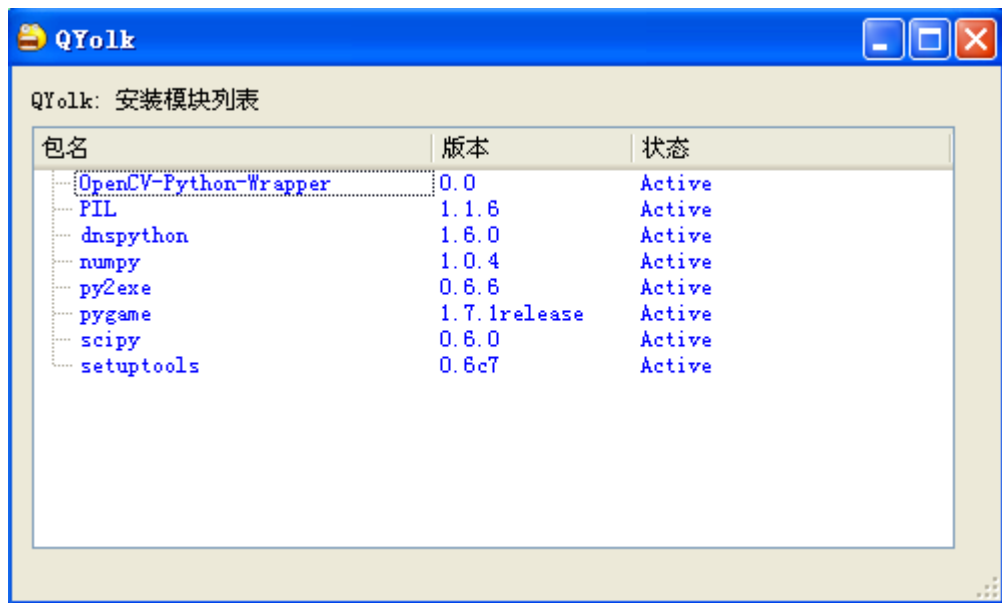 QYolk
QYolk: 安装模块列表
包名 版本 状态
OpenCV-Python-Wrapper 0.0 Active
PIL 1.1.6 Active
dnspython 1.6.0 Active
numpy 1.0.4 Active
py2exe 0.6.6 Active
pygame 1.7.1release Active
scipy 0.6.0 Active
setuptools 0.6c7 Active